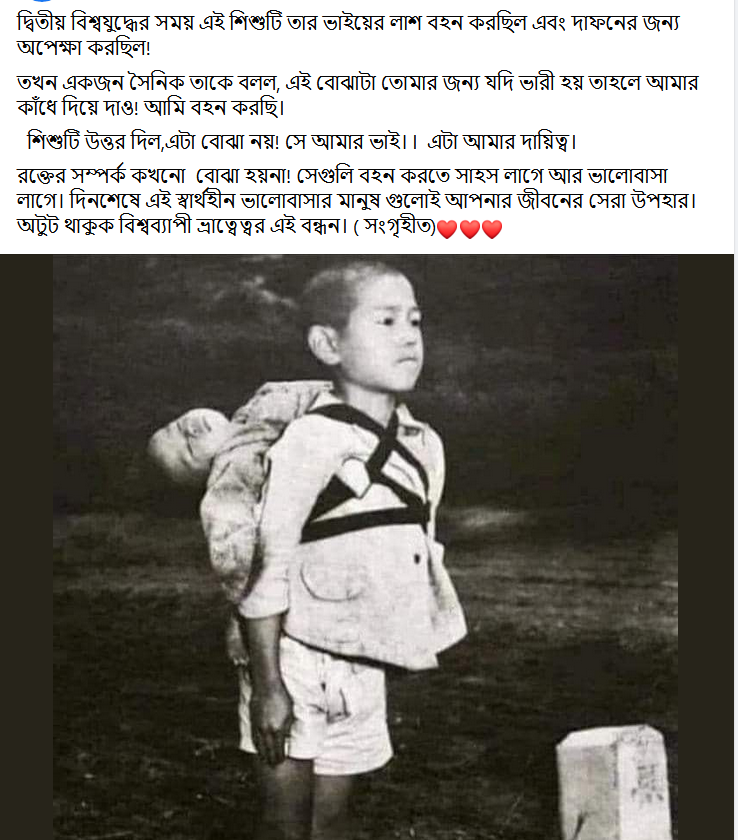 দ্বিতীয় বিশ্বযুদ্ধের সময় এই শিশুটি তার ভাইয়ের লাশ বহন করছিল এবং দাফনের জন্য
অপেক্ষা করছিল!
তখন একজন সৈনিক তাকে বলল, এই বোঝাটা তোমার জন্য যদি ভারী হয় তাহলে আমার
কাঁধে দিয়ে দাও! আমি বহন করছি।
শিশুটি উত্তর দিল,এটা বোঝা নয়! সে আমার ভাই।। এটা আমার দায়িত্ব।
রক্তের সম্পর্ক কখনো বোঝা হয়না! সেগুলি বহন করতে সাহস লাগে আর ভালোবাসা
লাগে। দিনশেষে এই স্বার্থহীন ভালোবাসার মানুষ গুলোই আপনার জীবনের সেরা উপহার।
অটুট থাকুক বিশ্বব্যাপী ভ্রাত্বেত্বর এই বন্ধন। ( সংগৃহীত)❤️❤️❤️